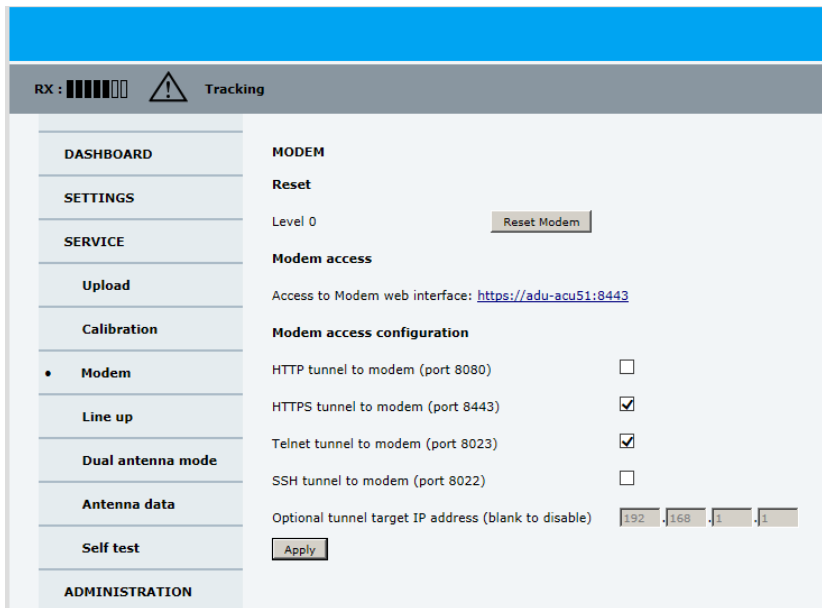 RX : Tracking
DASHBOARD
SETTINGS
SERVICE
Upload
Calibration
• Modem
Line up
Dual antenna mode
Antenna data
Self test
ADMINISTRATION
MODEM
Reset
Level 0 Reset Modem
Modem access
Access to Modem web interface: https://adu-acu51:8443
Modem access configuration
HTTP tunnel to modem (port 8080)
HTTPS tunnel to modem (port 8443)
Telnet tunnel to modem (port 8023)
SSH tunnel to modem (port 8022)
Optional tunnel target IP address (blank to disable) 192 .168 .1 .1
Apply